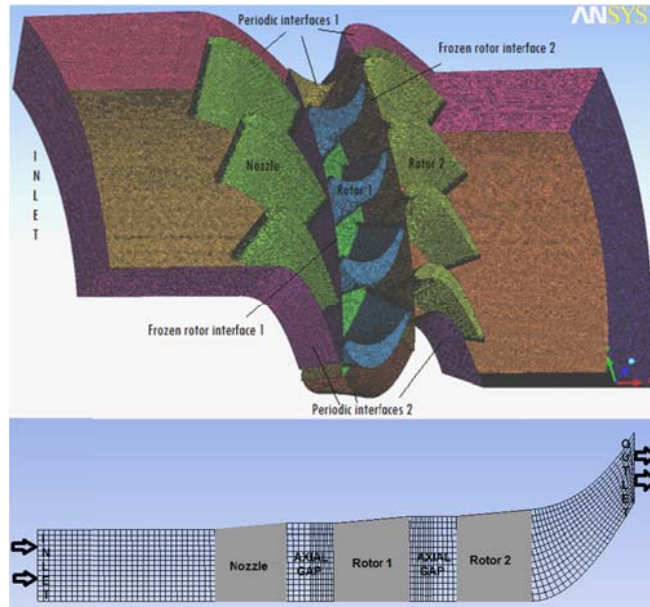 Periodic interfaces 1
ANSYS
Frozen rotor interface 2
INLET
Nozzle
Rotor 1
Rotor 2
Frozen rotor interface 1
Periodic interfaces 2
INLET
Nozzle
AXIAL
GAP
Rotor 1
AXIAL
GAP
Rotor 2
OUTLET